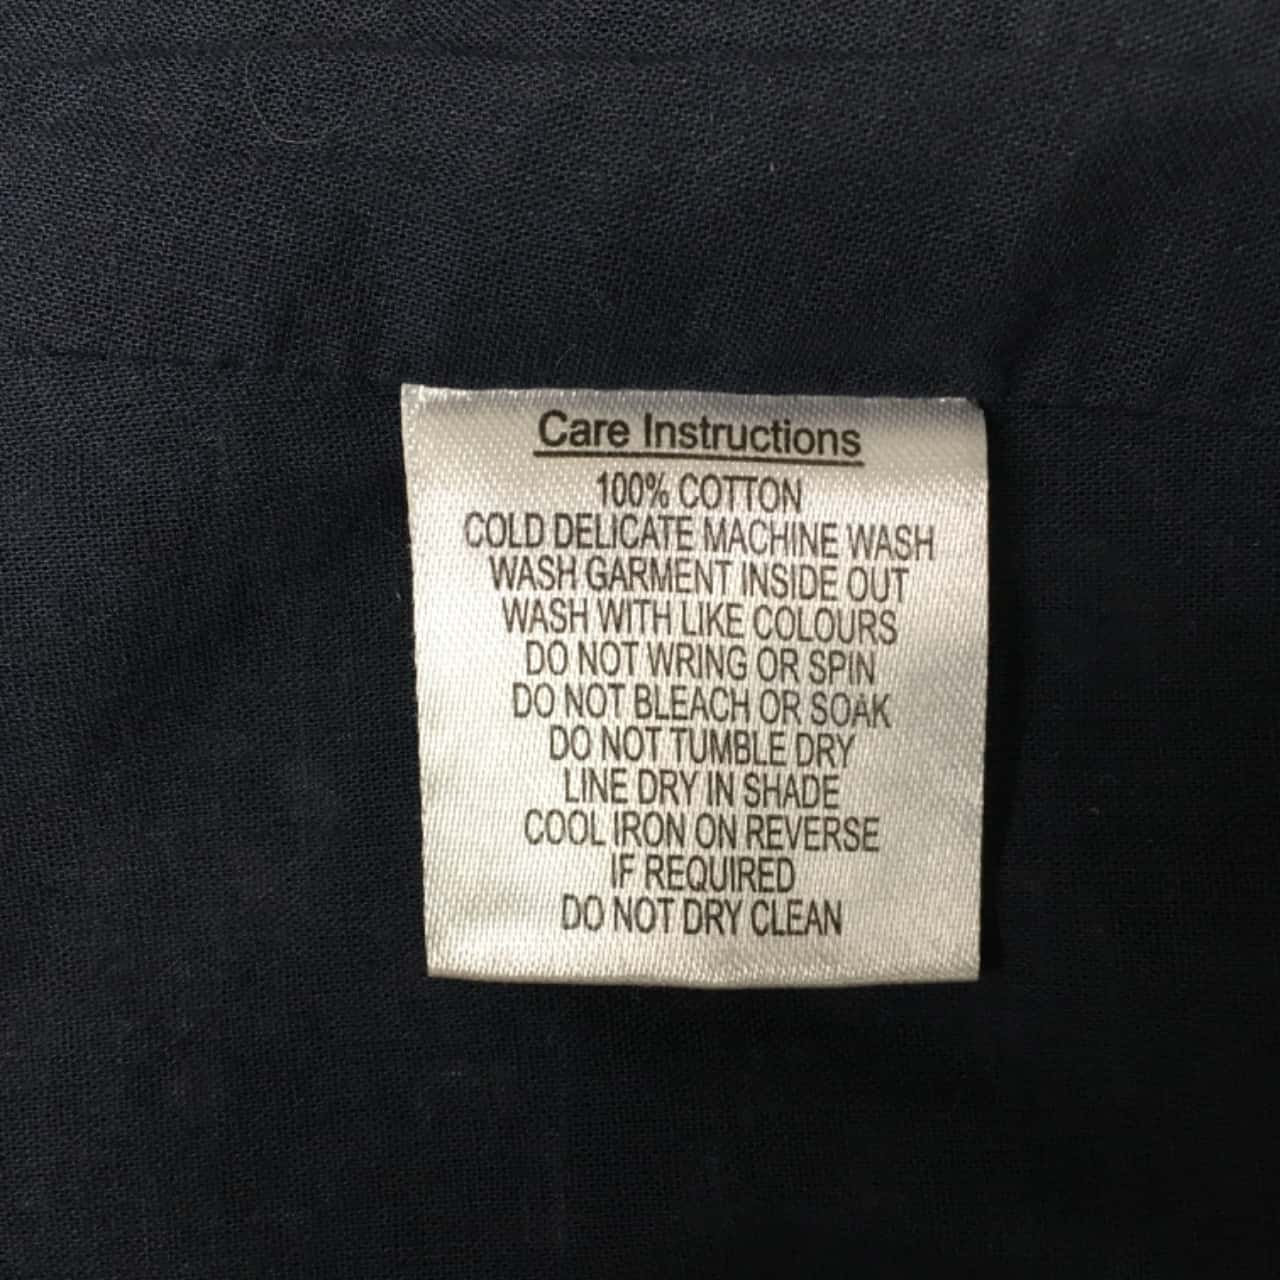 Care Instructions
100% COTTON
COLD DELICATE MACHINE WASH
WASH GARMENT INSIDE OUT
WASH WITH LIKE COLOURS
DO NOT WRING OR SPIN
DO NOT BLEACH OR SOAK
DO NOT TUMBLE DRY
LINE DRY IN SHADE
COOL IRON ON REVERSE
IF REQUIRED
DO NOT DRY CLEAN